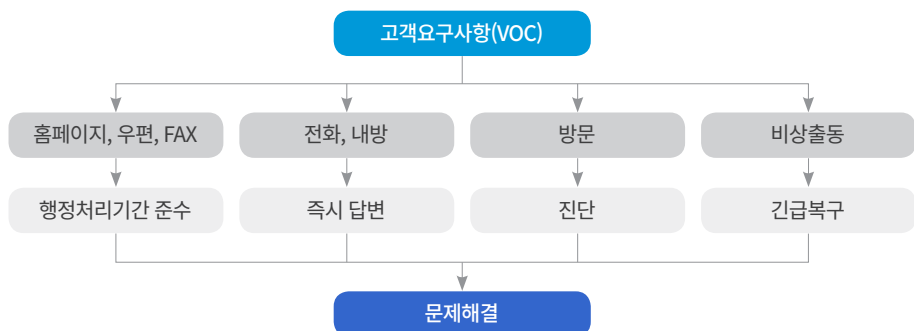 고객요구사항(VOC)
홈페이지, 우편, FAX
전화, 내방
방문
비상출동
행정처리기간 준수
즉시 답변
진단
긴급복구
문제해결